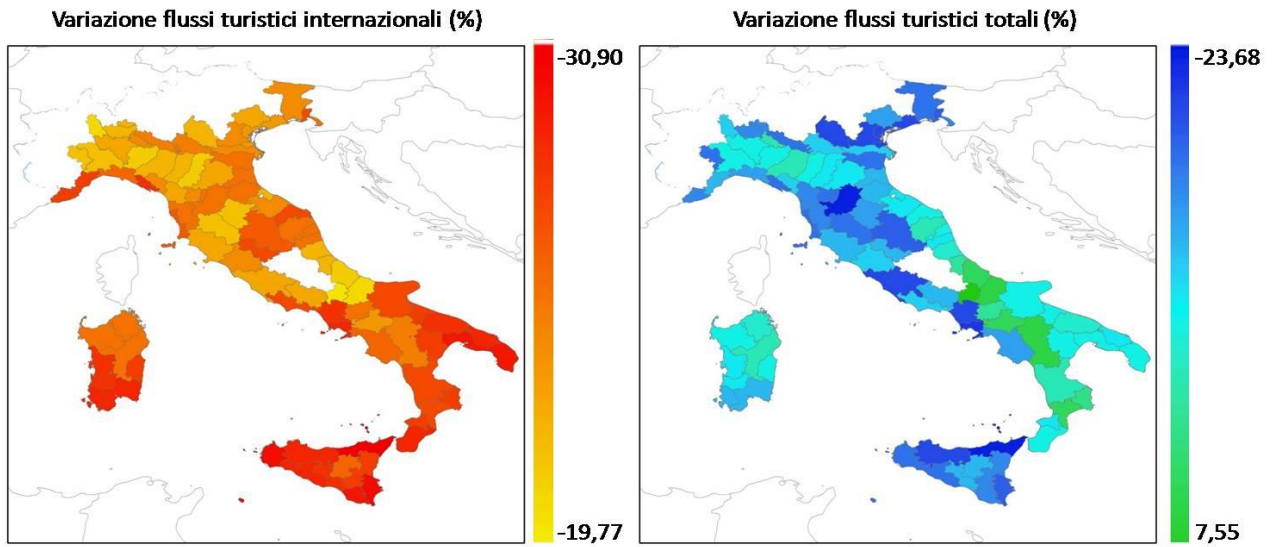 Variazione flussi turistici internazionali (%)
-30,90
-19,77
Variazione flussi turistici totali (%)
-23,68
7,55